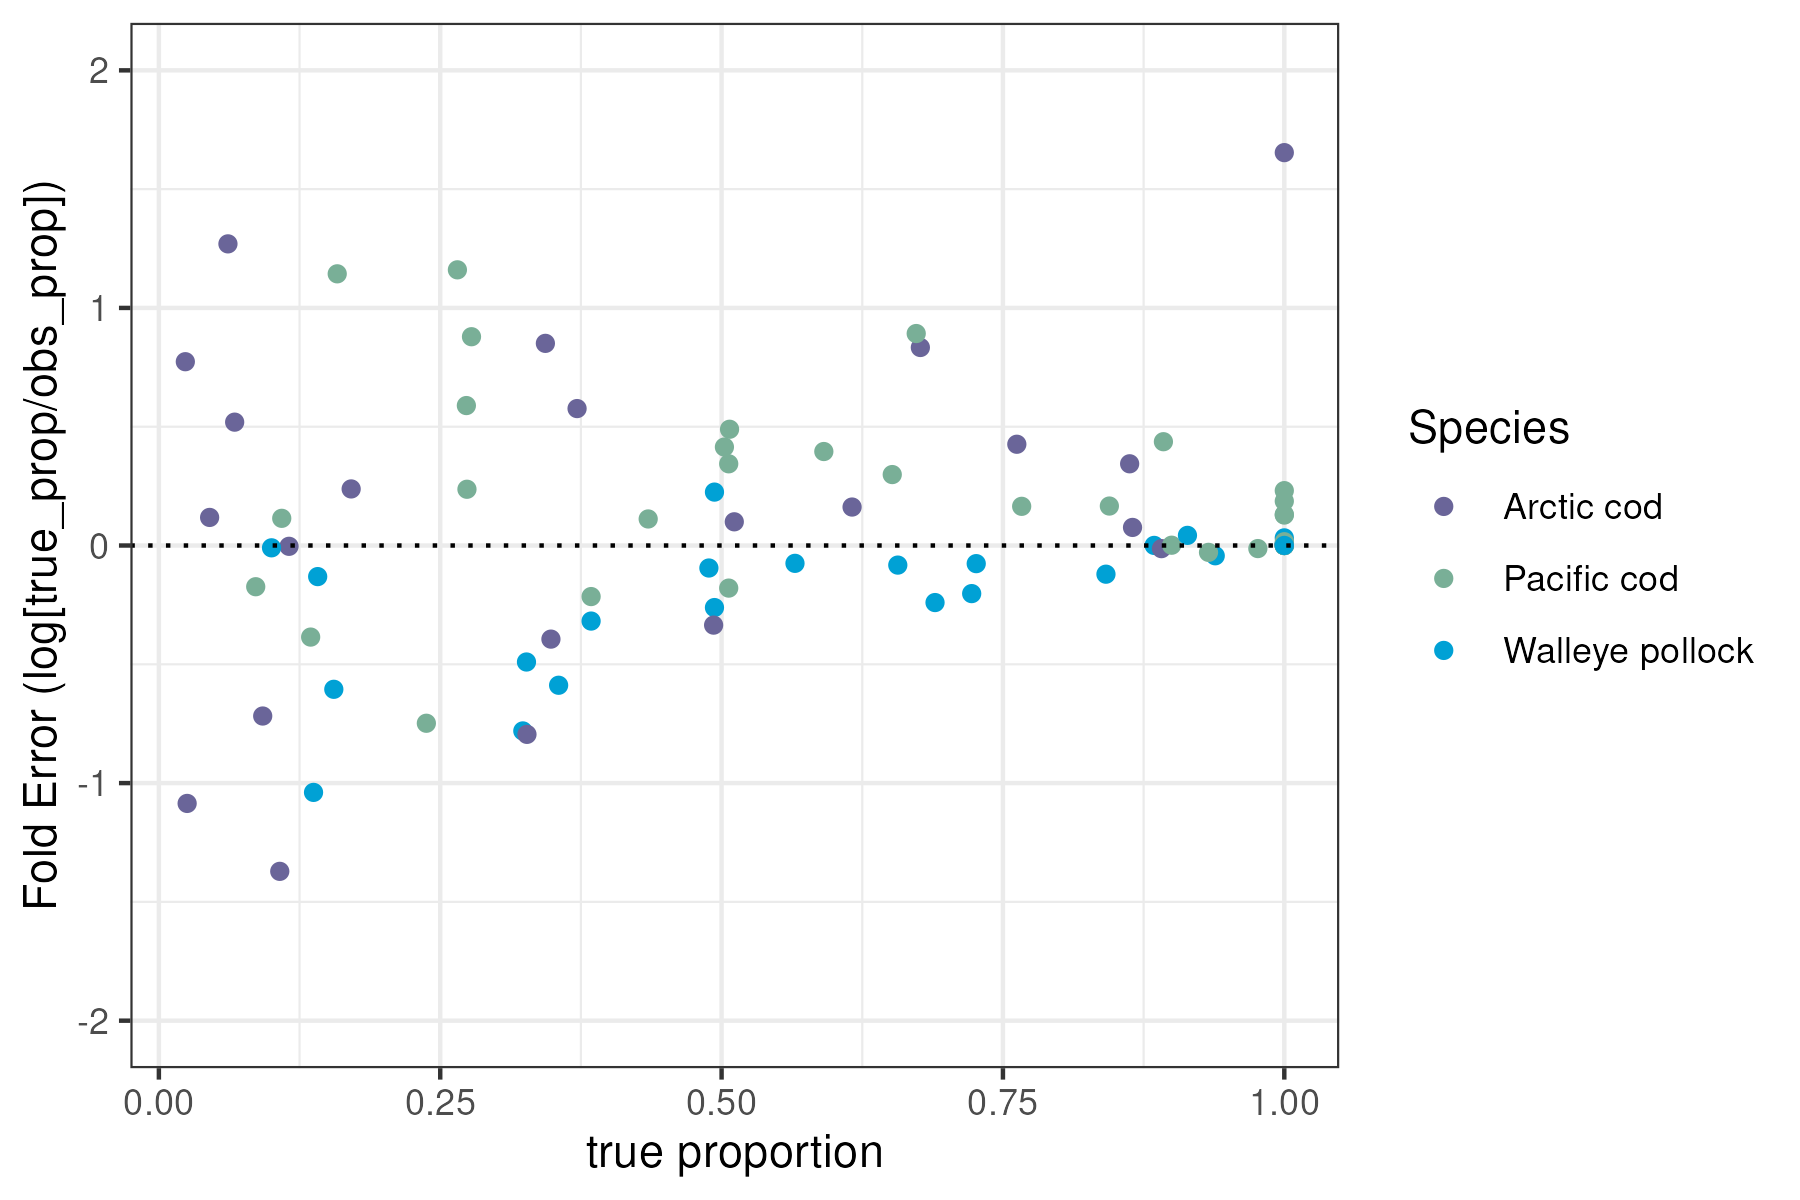 Fold Error (log[true_prop/obs_prop])
2
1
0
-1
-2
0.00 0.25 0.50 0.75 1.00
true proportion
Species
Arctic cod
Pacific cod
Walleye pollock